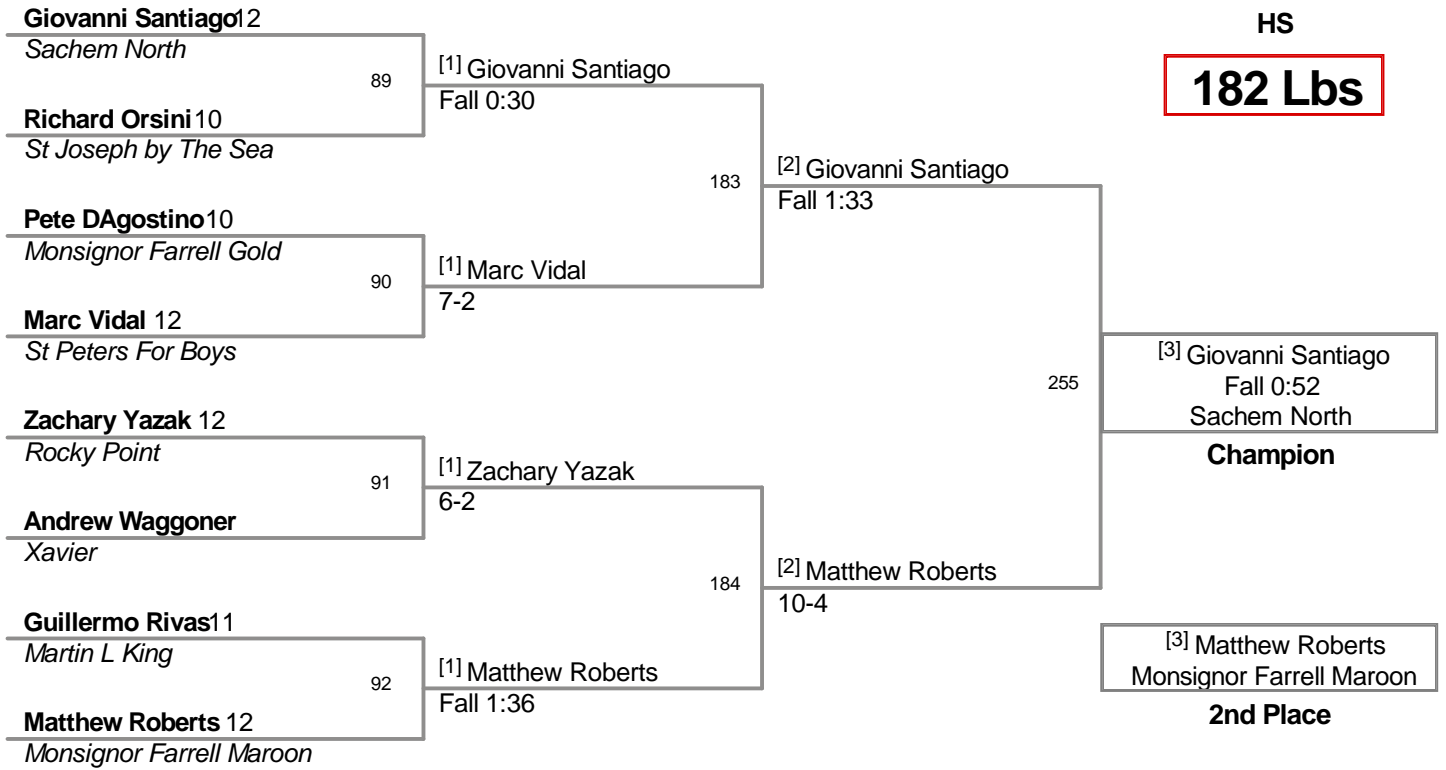 Giovanni Santiago12
Sachem North
89
Richard Orsini10
St Joseph by The Sea
Pete DAgostino10
Monsignor Farrell Gold
90
Marc Vidal 12
St Peters For Boys
Zachary Yazak 12
Rocky Point
91
Andrew Waggoner
Xavier
Guillermo Rivas11
Martin L King
92
Matthew Roberts 12
Monsignor Farrell Maroon
[1] Giovanni Santiago
Fall 0:30
183
[1] Marc Vidal
7-2
[1] Zachary Yazak
6-2
184
[1] Matthew Roberts
Fall 1:36
[2] Giovanni Santiago
Fall 1:33
255
[2] Matthew Roberts
10-4
HS
182 Lbs
[3] Giovanni Santiago
Fall 0:52
Sachem North
Champion
[3] Matthew Roberts
Monsignor Farrell Maroon
2nd Place